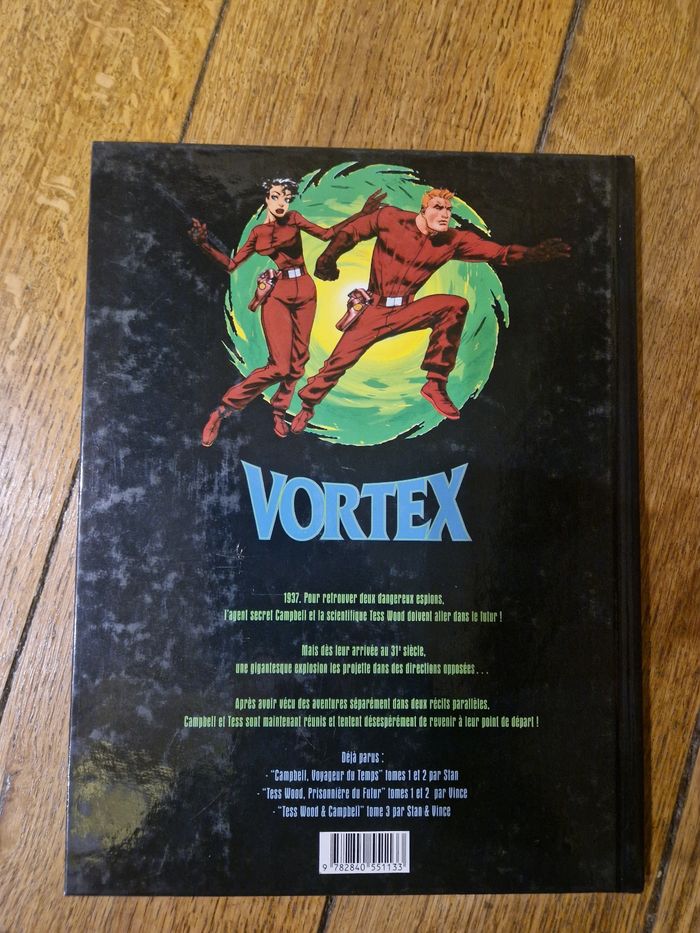 VORTEX
1937. Pour retrouver deux dangereux espions,
l'agent secret Campbell et la scientifique Tess Wood doivent aller dans le futur !
Mais dès leur arrivée au 31e siècle,
une gigantesque explosion les projette dans des directions opposées...
Après avoir vécu des aventures séparément dans deux récits parallèles,
Campbell et Tess sont maintenant réunis et tentent désespérément de revenir à leur point de départ !
Déjà parus :
- "Campbell, Voyageur du Temps" tomes 1 et 2 par Stan
- "Tess Wood, Prisonnière du Futur" tomes 1 et 2 par Vince
- "Tess Wood & Campbell" tome 3 par Stan & Vince
9 782840 551133